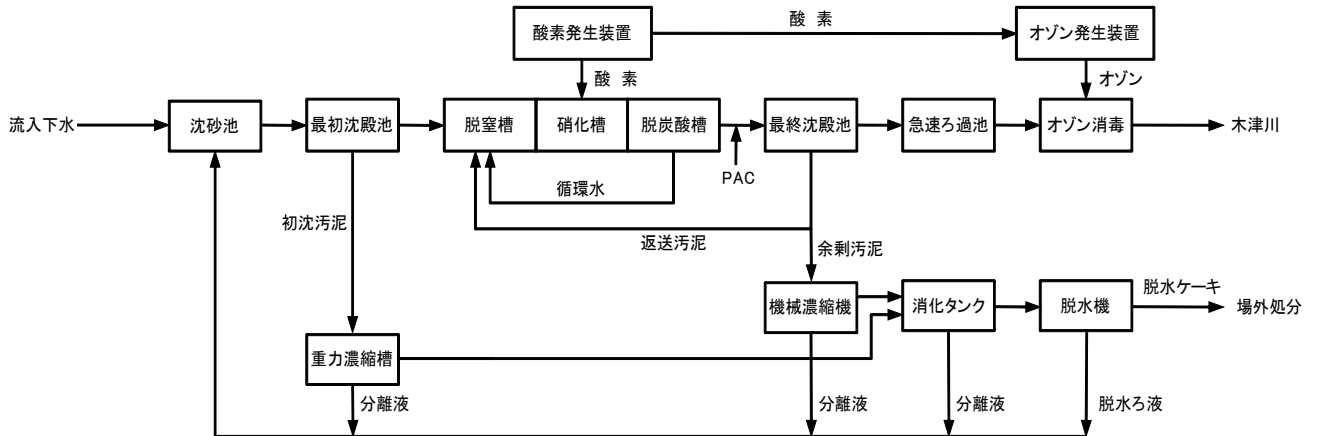 酸素発生装置
酸 素
オゾン発生装置
酸 素
オゾン
流入下水
沈砂池
最初沈殿池
脱窒槽
硝化槽
脱炭酸槽
最終沈殿池
急速ろ過池
オゾン消毒
木津川
PAC
循環水
初沈汚泥
返送汚泥
余剰汚泥
機械濃縮機
消化タンク
脱水機
脱水ケーキ
場外処分
重力濃縮槽
分離液
分離液
分離液
脱水ろ液